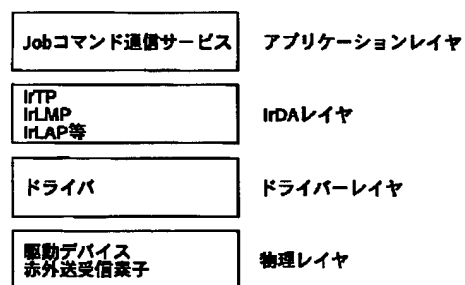 Jobコマンド通信サービス アプリケーションレイヤ
IrTP
IrLMP
IrLAP等
IrDAレイヤ
ドライバ ドライバーレイヤ
駆動デバイス
赤外送受信素子
物理レイヤ